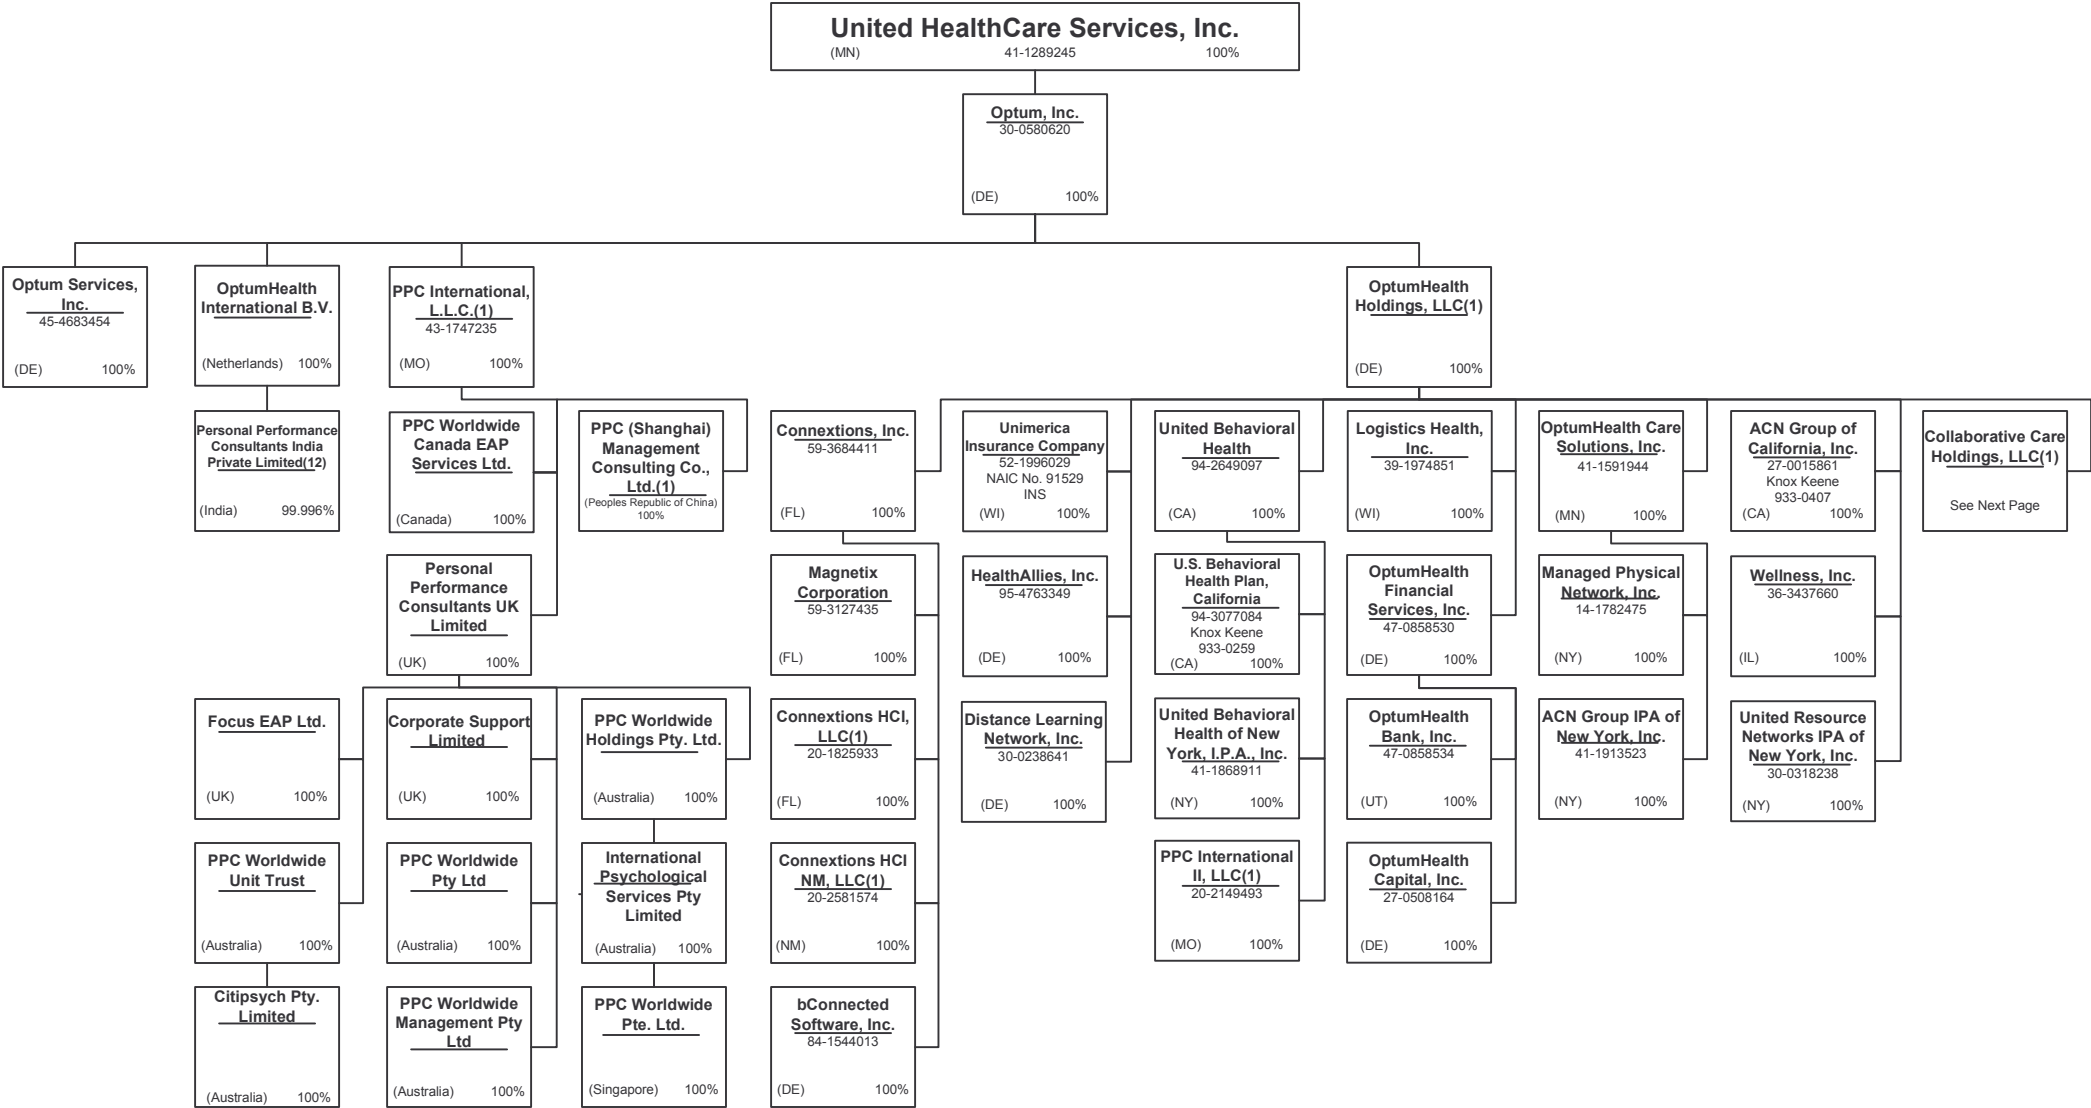 United HealthCare Services, Inc.
(MN) 41-1289245 100%
Optum, Inc.
30-0580620
(DE) 100%
Optum Services,
Inc.
45-4683454
(DE) 100%
OptumHealth
International B.V.
(Netherlands) 100%
PPC International,
L.L.C.(1)
43-1747235
(MO) 100%
OptumHealth
Holdings, LLC(1)
(DE) 100%
Personal Performance
Consultants India
Private Limited(12)
(India) 99.996%
PPC Worldwide
Canada EAP
Services Ltd.
(Canada) 100%
PPC (Shanghai)
Management
Consulting Co.,
Ltd.(1)
(Peoples Republic of China)
100%
Connextions, Inc.
59-3684411
(FL) 100%
Unimerica
Insurance Company
52-1996029
NAIC No. 91529
INS
(WI) 100%
United Behavioral
Health
94-2649097
(CA) 100%
Logistics Health,
Inc.
39-1974851
(WI) 100%
OptumHealth Care
Solutions, Inc.
41-1591944
(MN) 100%
ACN Group of
California, Inc.
27-0015861
Knox Keene
933-0407
(CA) 100%
Collaborative Care
Holdings, LLC(1)
See Next Page
Personal
Performance
Consultants UK
Limited
(UK) 100%
Magnetix
Corporation
59-3127435
(FL) 100%
HealthAllies, Inc.
95-4763349
(DE) 100%
U.S. Behavioral
Health Plan,
California
94-3077084
Knox Keene
933-0259
(CA) 100%
OptumHealth
Financial
Services, Inc.
47-0858530
(DE) 100%
Managed Physical
Network, Inc.
14-1782475
(NY) 100%
Wellness, Inc.
36-3437660
(IL) 100%
Focus EAP Ltd.
(UK) 100%
Corporate Support
Limited
(UK) 100%
PPC Worldwide
Holdings Pty. Ltd.
(Australia) 100%
Connextions HCI,
LLC(1)
20-1825933
(FL) 100%
Distance Learning
Network, Inc.
30-0238641
(DE) 100%
United Behavioral
Health of New
York, I.P.A., Inc.
41-1868911
(NY) 100%
OptumHealth
Bank, Inc.
47-0858534
(UT) 100%
ACN Group IPA of
New York, Inc.
41-1913523
(NY) 100%
United Resource
Networks IPA of
New York, Inc.
30-0318238
(NY) 100%
PPC Worldwide
Unit Trust
(Australia) 100%
PPC Worldwide
Pty Ltd
(Australia) 100%
International
Psychological
Services Pty
Limited
(Australia) 100%
Connextions HCI
NM, LLC(1)
20-2581574
(NM) 100%
PPC International
II, LLC(1)
20-2149493
(MO) 100%
OptumHealth
Capital, Inc.
27-0508164
(DE) 100%
Citipsych Pty.
Limited
(Australia) 100%
PPC Worldwide
Management Pty
Ltd
(Australia) 100%
PPC Worldwide
Pte. Ltd.
(Singapore) 100%
bConnected
Software, Inc.
84-1544013
(DE) 100%